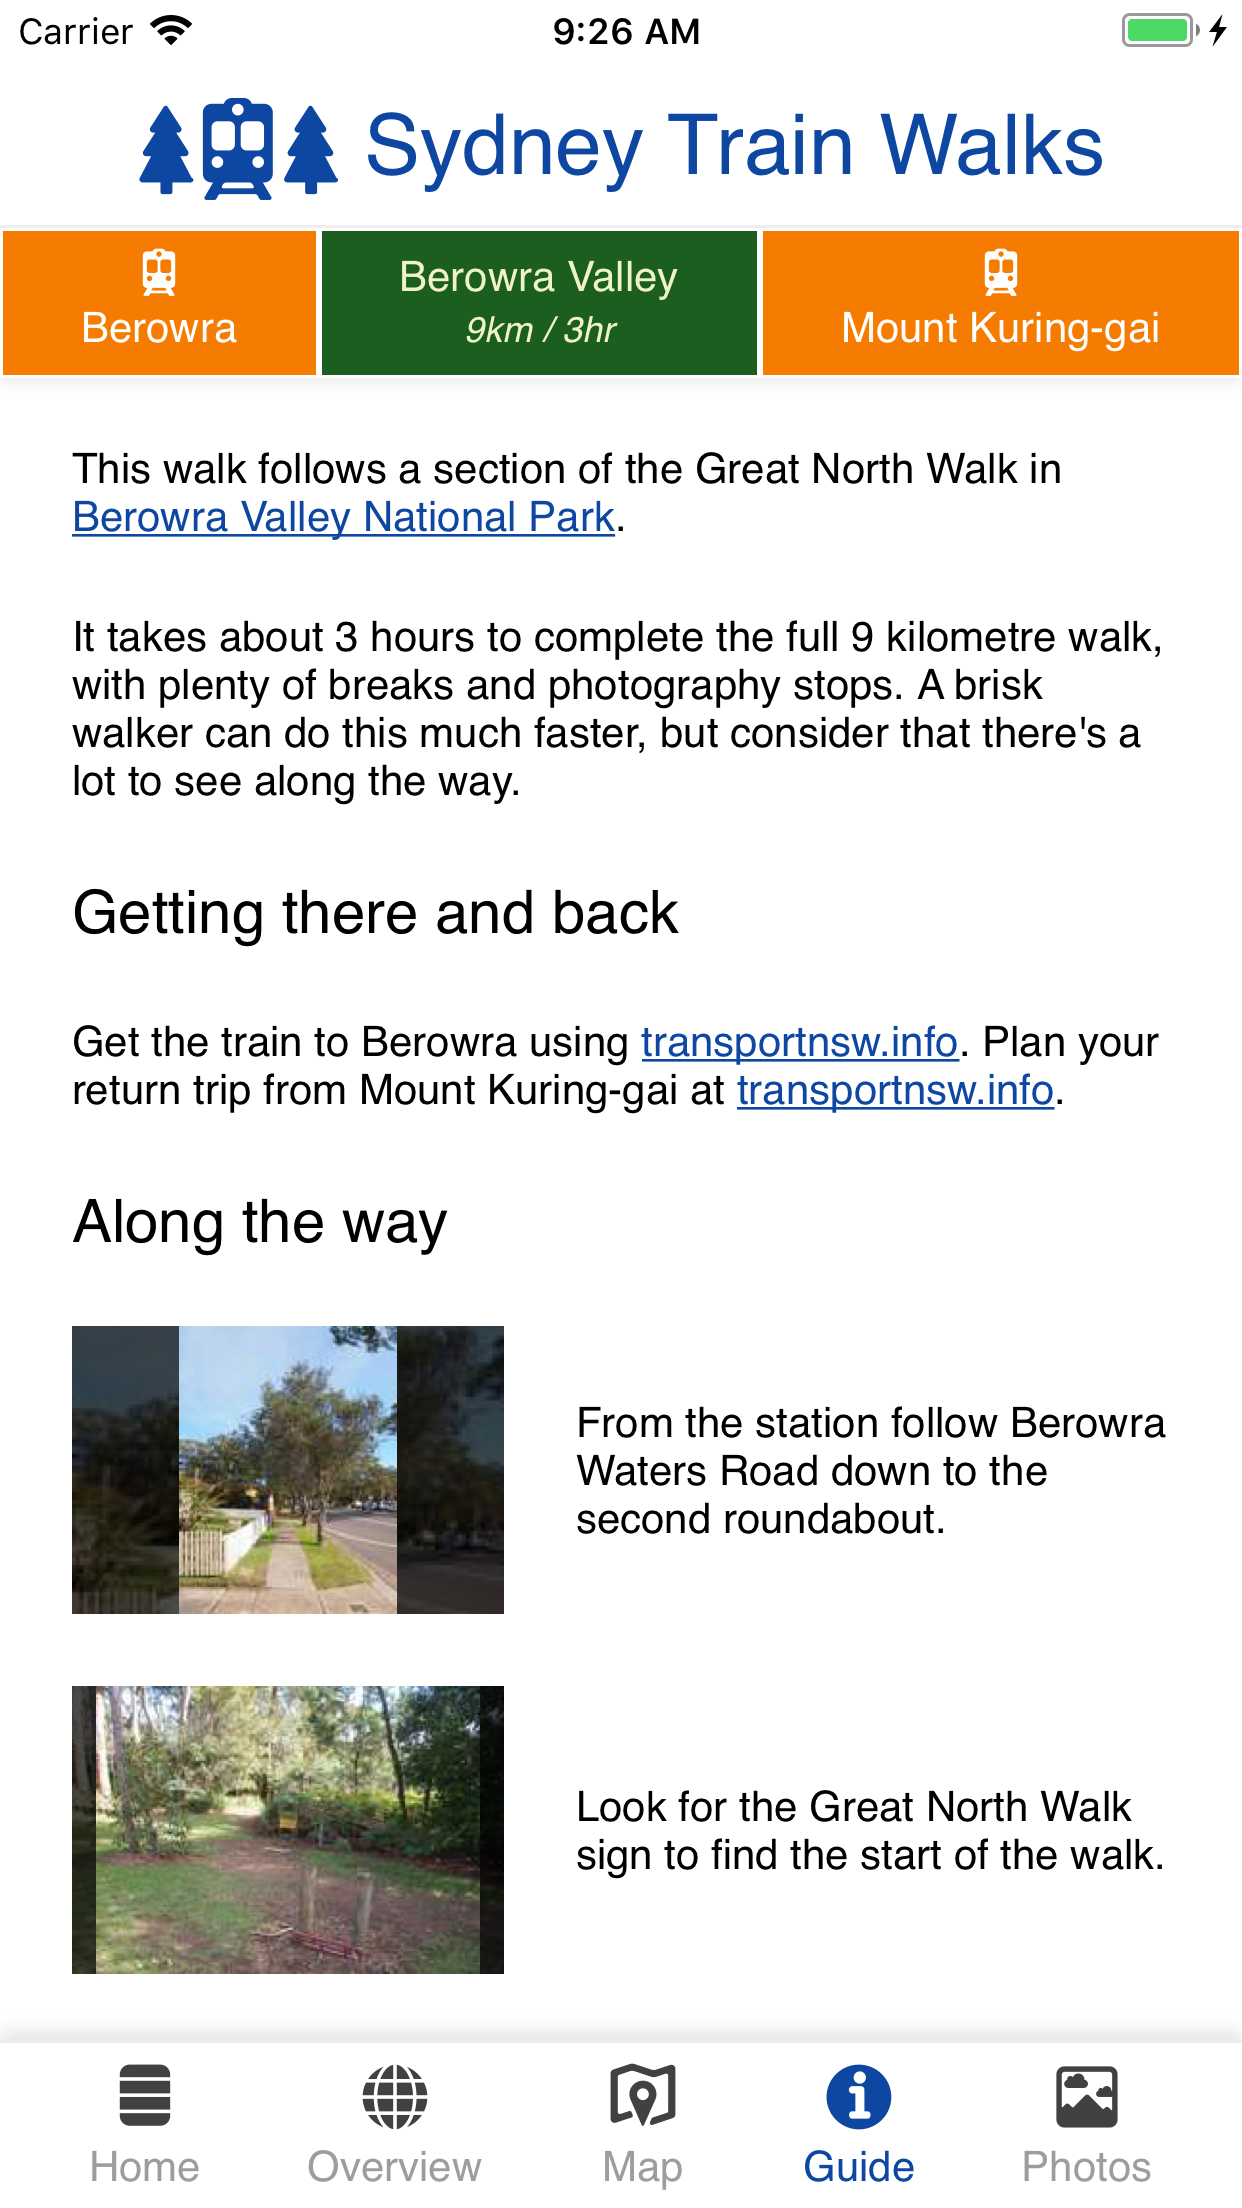 Carrier
9:26 AM
Sydney Train Walks
Berowra
Berowra Valley
9km / 3hr
Mount Kuring-gai
This walk follows a section of the Great North Walk in
Berowra Valley National Park.
It takes about 3 hours to complete the full 9 kilometre walk,
with plenty of breaks and photography stops. A brisk
walker can do this much faster, but consider that there's a
lot to see along the way.
Getting there and back
Get the train to Berowra using transportnsw.info. Plan your
return trip from Mount Kuring-gai at transportnsw.info.
Along the way
From the station follow Berowra
Waters Road down to the
second roundabout.
Look for the Great North Walk
sign to find the start of the walk.
Home
Overview
Map
Guide
Photos